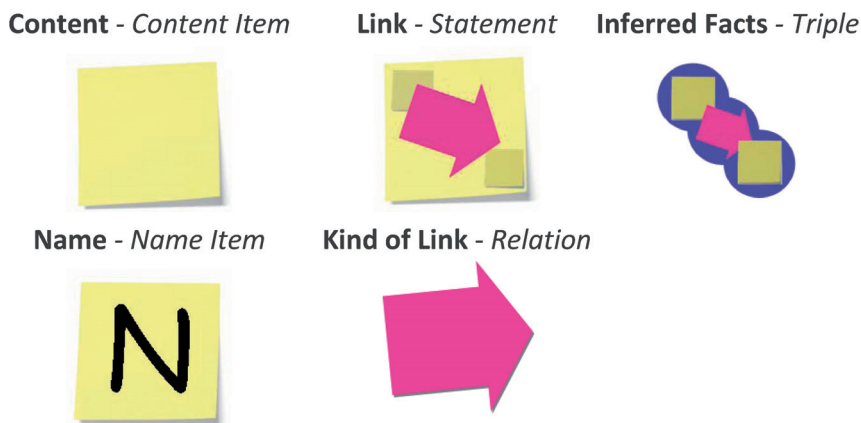 Content - Content Item
Link - Statement
Inferred Facts - Triple
Name - Name Item
Kind of Link - Relation
N